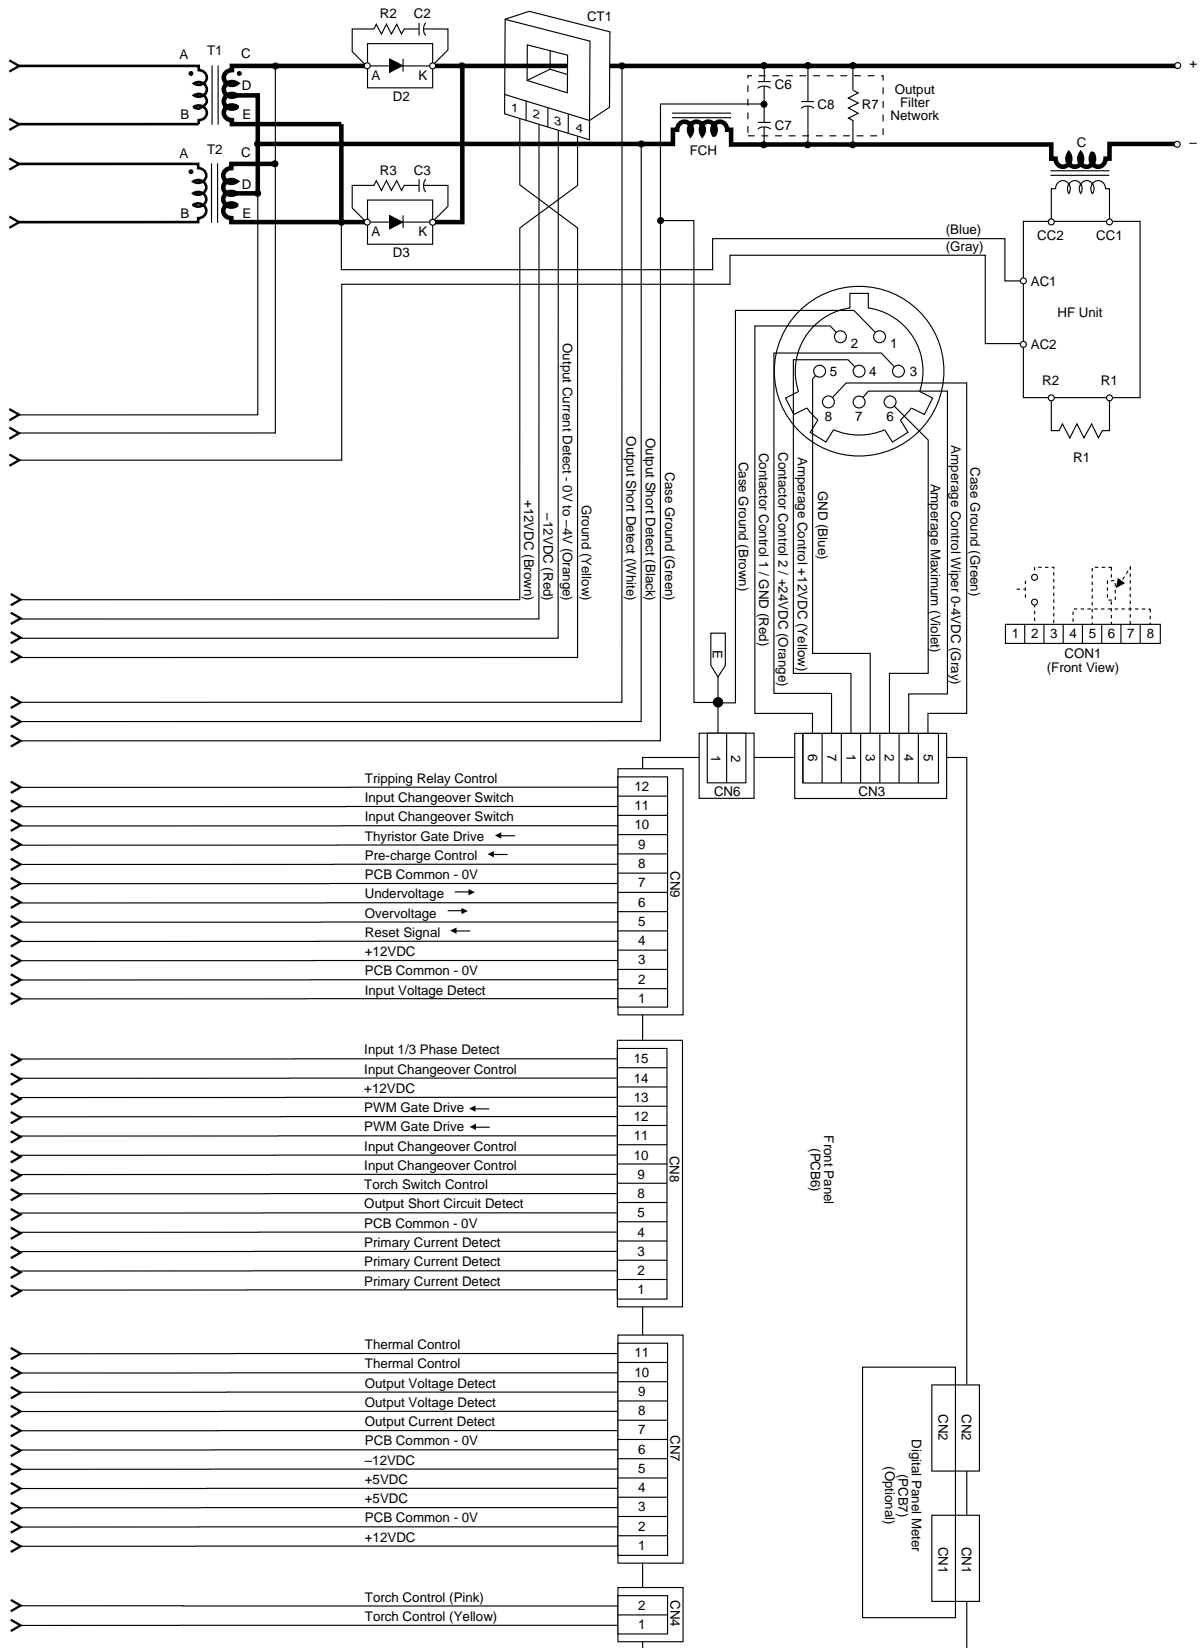 R2 C2 CT1
A T1 C
D
B E
A K
D2
1 2 3 4
C6
C7
C8 R7
Output
Filter
Network
+
FCH
–
A T2 C
D
B E
R3 C3
A K
D3
C
CC2 CC1
(Blue)
(Gray)
AC1
HF Unit
AC2
R2 R1
R1
2 1
5 4 3
8 7 6
+12VDC (Brown)
–12VDC (Red)
Output Current Detect - 0V to –4V (Orange)
Ground (Yellow)
Output Short Detect (White)
Output Short Detect (Black)
Case Ground (Green)
Case Ground (Brown)
Contactor Control 1 / GND (Red)
Contactor Control 2 / +24VDC (Orange)
Amperage Control +12VDC (Yellow)
GND (Blue)
Amperage Maximum (Violet)
Amperage Control Wiper 0-4VDC (Gray)
Case Ground (Green)
1 2 3 4 5 6 7 8
CON1
(Front View)
E
1 2
CN6
6 7 1 3 2 4 5
CN3
Tripping Relay Control 12
Input Changeover Switch 11
Input Changeover Switch 10
Thyristor Gate Drive ← 9
Pre-charge Control ← 8
PCB Common - 0V 7
Undervoltage → 6
Overvoltage → 5
Reset Signal ← 4
+12VDC 3
PCB Common - 0V 2
Input Voltage Detect 1
CN9
Input 1/3 Phase Detect 15
Input Changeover Control 14
+12VDC 13
PWM Gate Drive ← 12
PWM Gate Drive ← 11
Input Changeover Control 10
Input Changeover Control 9
Torch Switch Control 8
Output Short Circuit Detect 5
PCB Common - 0V 4
Primary Current Detect 3
Primary Current Detect 2
Primary Current Detect 1
CN8
Front Panel
(PCB6)
Thermal Control 11
Thermal Control 10
Output Voltage Detect 9
Output Voltage Detect 8
Output Current Detect 7
PCB Common - 0V 6
–12VDC 5
+5VDC 4
+5VDC 3
PCB Common - 0V 2
+12VDC 1
CN7
Digital Panel Meter
(PCB7)
(Optional)
CN2 CN2
CN1 CN1
Torch Control (Pink) 2
Torch Control (Yellow) 1
CN4